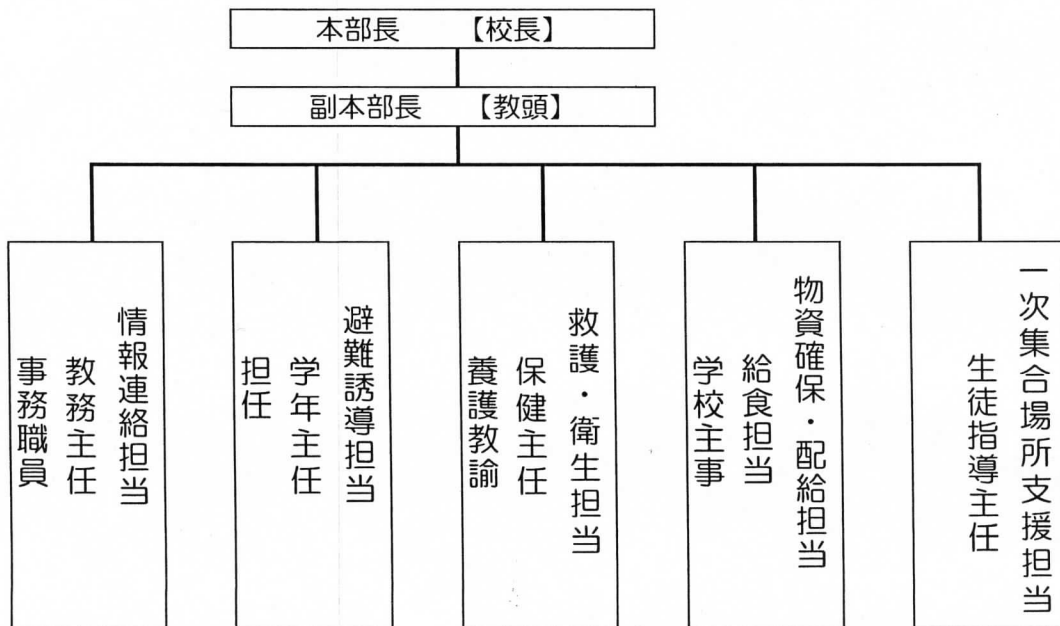 本部長　【校長】
副本部長　【教頭】
情報連絡担当
教務主任
事務職員
避難誘導担当
学年主任
担任
救護・衛生担当
保健主任
養護教諭
物資確保・配給担当
給食担当
学校主事
一次集合場所支援担当
生徒指導主任